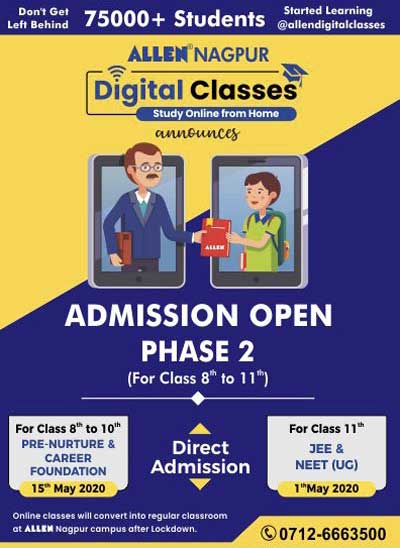 Don't Get
Left Behind
75000+ Students
Started Learning
@allendigitalclasses
ALLEN® NAGPUR
Digital Classes
Study Online from Home
announces
ALLEN
ADMISSION OPEN
PHASE 2
(For Class 8th to 11th)
For Class 8th to 10th
PRE-NURTURE &
CAREER
FOUNDATION
15th May 2020
Direct
Admission
For Class 11th
JEE &
NEET (UG)
1st May 2020
Online classes will convert into regular classroom
at ALLEN Nagpur campus after Lockdown.
0712-6663500